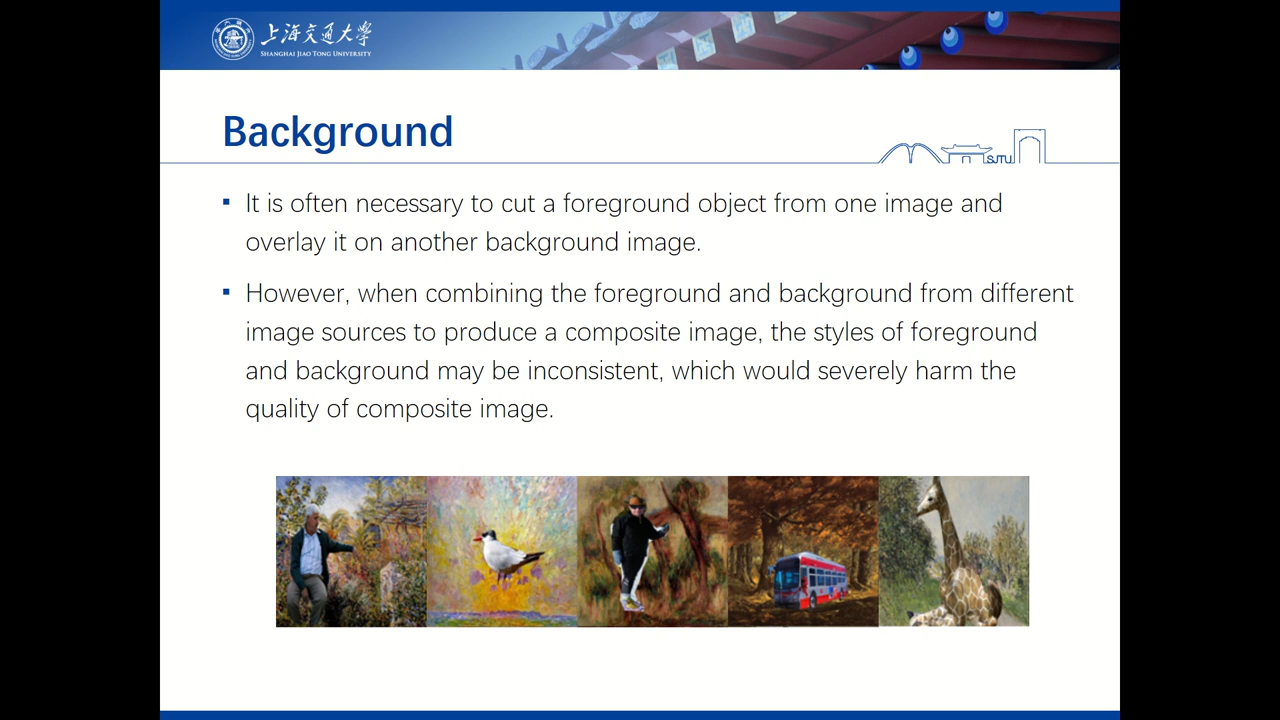 上海交通大学
SHANGHAI JIAO TONG UNIVERSITY
Background
SJTU
▪ It is often necessary to cut a foreground object from one image and
overlay it on another background image.
▪ However, when combining the foreground and background from different
image sources to produce a composite image, the styles of foreground
and background may be inconsistent, which would severely harm the
quality of composite image.